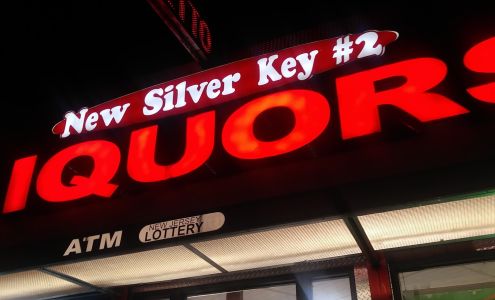 New Silver Key #2
IQUORS
ATM
NEW JERSEY
LOTTERY